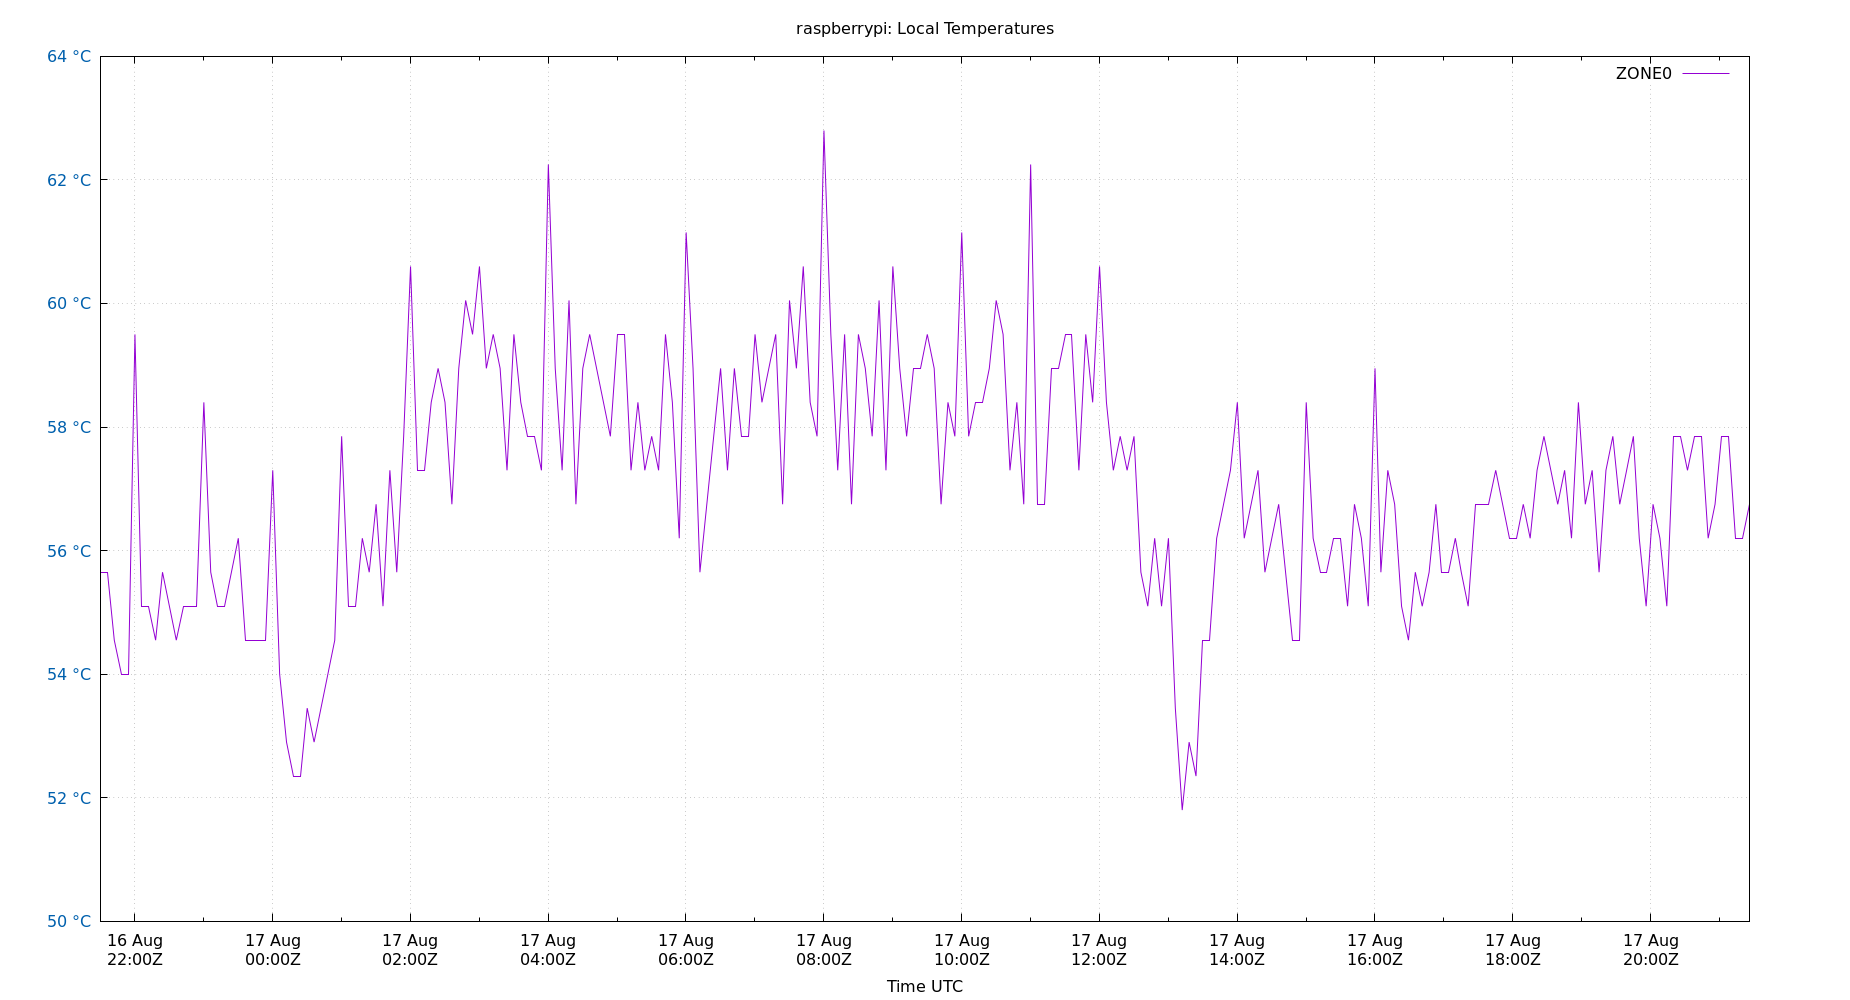 raspberrypi: Local Temperatures
64 °C
ZONE0
62 °C
60 °C
58 °C
56 °C
54 °C
52 °C
50 °C
16 Aug 17 Aug 17 Aug 17 Aug 17 Aug 17 Aug 17 Aug 17 Aug 17 Aug 17 Aug 17 Aug 17 Aug
22:00Z 00:00Z 02:00Z 04:00Z 06:00Z 08:00Z 10:00Z 12:00Z 14:00Z 16:00Z 18:00Z 20:00Z
Time UTC